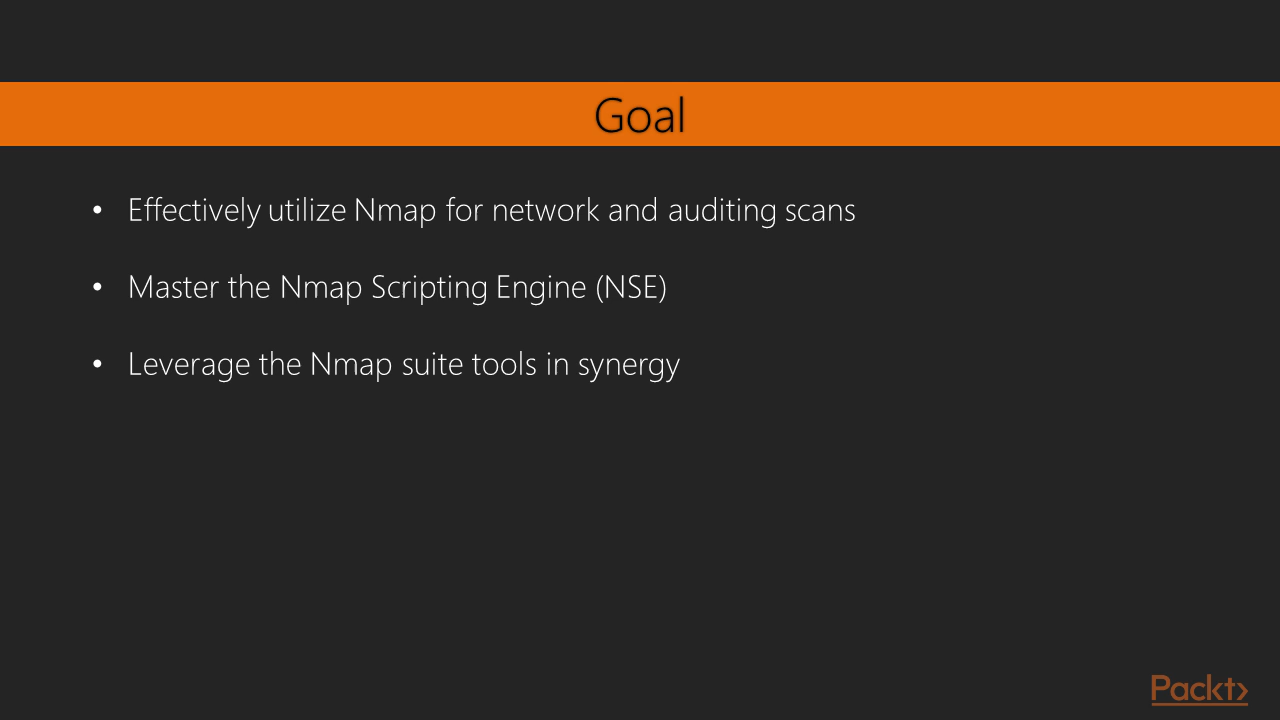 Goal
• Effectively utilize Nmap for network and auditing scans
• Master the Nmap Scripting Engine (NSE)
• Leverage the Nmap suite tools in synergy
Packt>